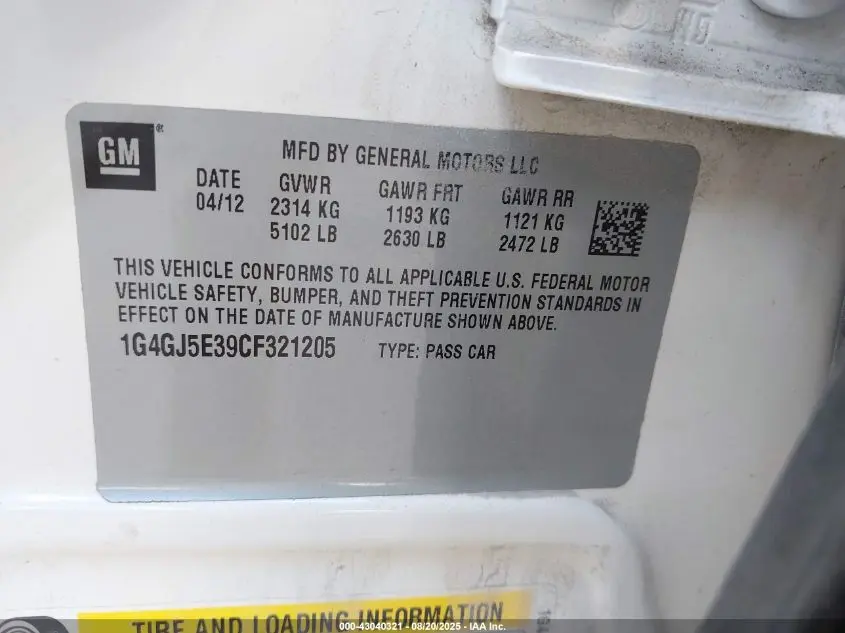 GM
MFD BY GENERAL MOTORS LLC
DATE GVWR GAWR FRT GAWR RR
04/12 2314 KG 1193 KG 1121 KG
5102 LB 2630 LB 2472 LB
THIS VEHICLE CONFORMS TO ALL APPLICABLE U.S. FEDERAL MOTOR
VEHICLE SAFETY, BUMPER, AND THEFT PREVENTION STANDARDS IN
EFFECT ON THE DATE OF MANUFACTURE SHOWN ABOVE.
1G4GJ5E39CF321205 TYPE: PASS CAR
TIRE AND LOADING INFORMATION
000-43040321 - 08/20/2025 - IAA Inc.